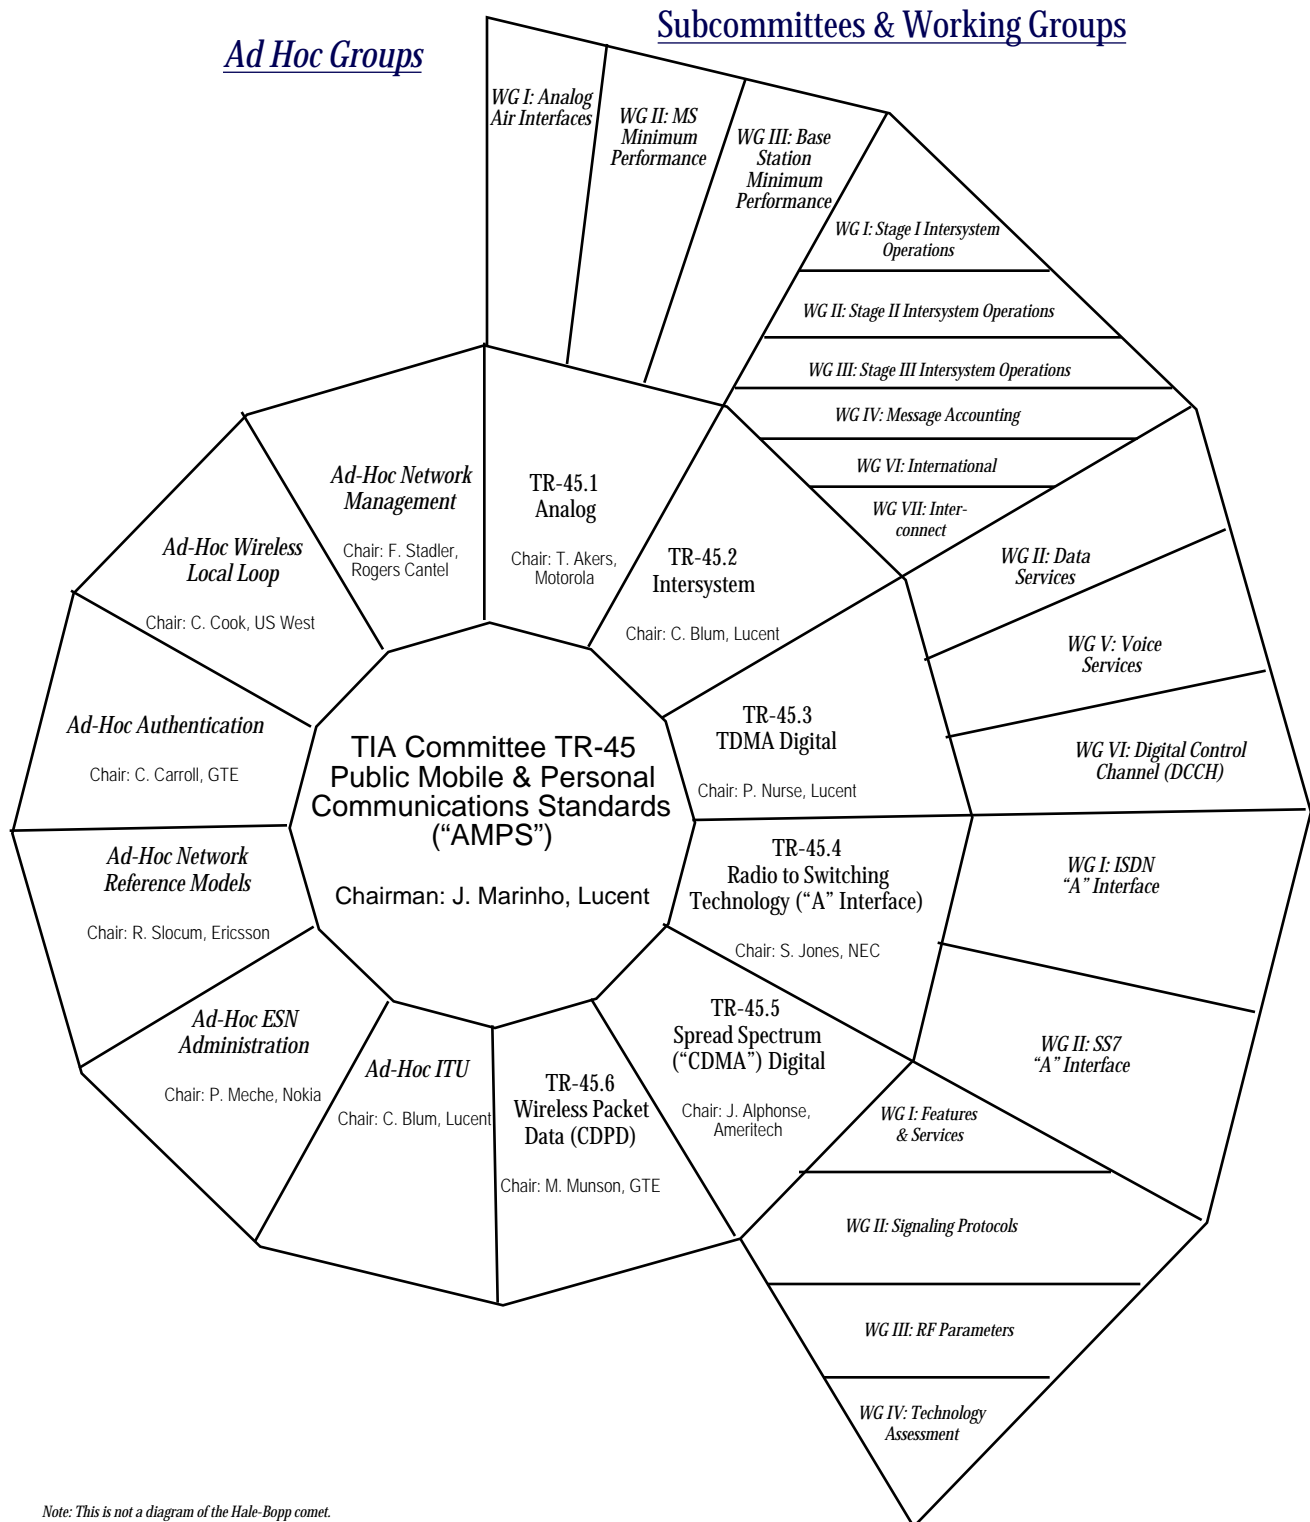 Ad Hoc Groups
Subcommittees & Working Groups
WG I: Analog
Air Interfaces
WG II: MS
Minimum
Performance
WG III: Base
Station
Minimum
Performance
WG I: Stage I Intersystem
Operations
WG II: Stage II Intersystem Operations
WG III: Stage III Intersystem Operations
WG IV: Message Accounting
WG VI: International
WG VII: Inter-
connect
WG II: Data
Services
WG V: Voice
Services
WG VI: Digital Control
Channel (DCCH)
WG I: ISDN
“A” Interface
WG II: SS7
“A” Interface
WG I: Features
& Services
WG II: Signaling Protocols
WG III: RF Parameters
WG IV: Technology
Assessment
TR-45.1
Analog
Chair: T. Akers,
Motorola
TR-45.2
Intersystem
Chair: C. Blum, Lucent
TR-45.3
TDMA Digital
Chair: P. Nurse, Lucent
TR-45.4
Radio to Switching
Technology (“A” Interface)
Chair: S. Jones, NEC
TR-45.5
Spread Spectrum
(“CDMA”) Digital
Chair: J. Alphonse,
Ameritech
TR-45.6
Wireless Packet
Data (CDPD)
Chair: M. Munson, GTE
Ad-Hoc ITU
Chair: C. Blum, Lucent
Ad-Hoc ESN
Administration
Chair: P. Meche, Nokia
Ad-Hoc Network
Reference Models
Chair: R. Slocum, Ericsson
Ad-Hoc Authentication
Chair: C. Carroll, GTE
Ad-Hoc Wireless
Local Loop
Chair: C. Cook, US West
Ad-Hoc Network
Management
Chair: F. Stadler,
Rogers Cantel
TIA Committee TR-45
Public Mobile & Personal
Communications Standards
(“AMPS”)
Chairman: J. Marinho, Lucent
Note: This is not a diagram of the Hale-Bopp comet.